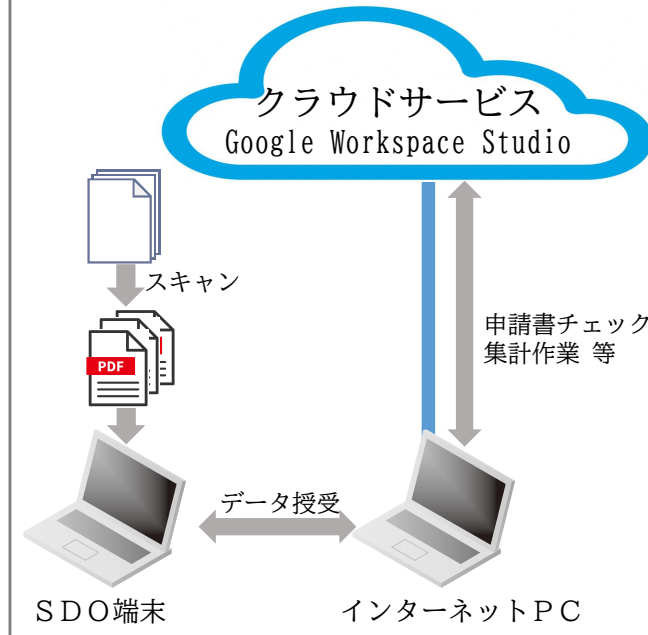 クラウドサービス
Google Workspace Studio
スキャン
申請書チェック
集計作業 等
PDF
データ授受
ＳＤＯ端末
インターネットＰＣ